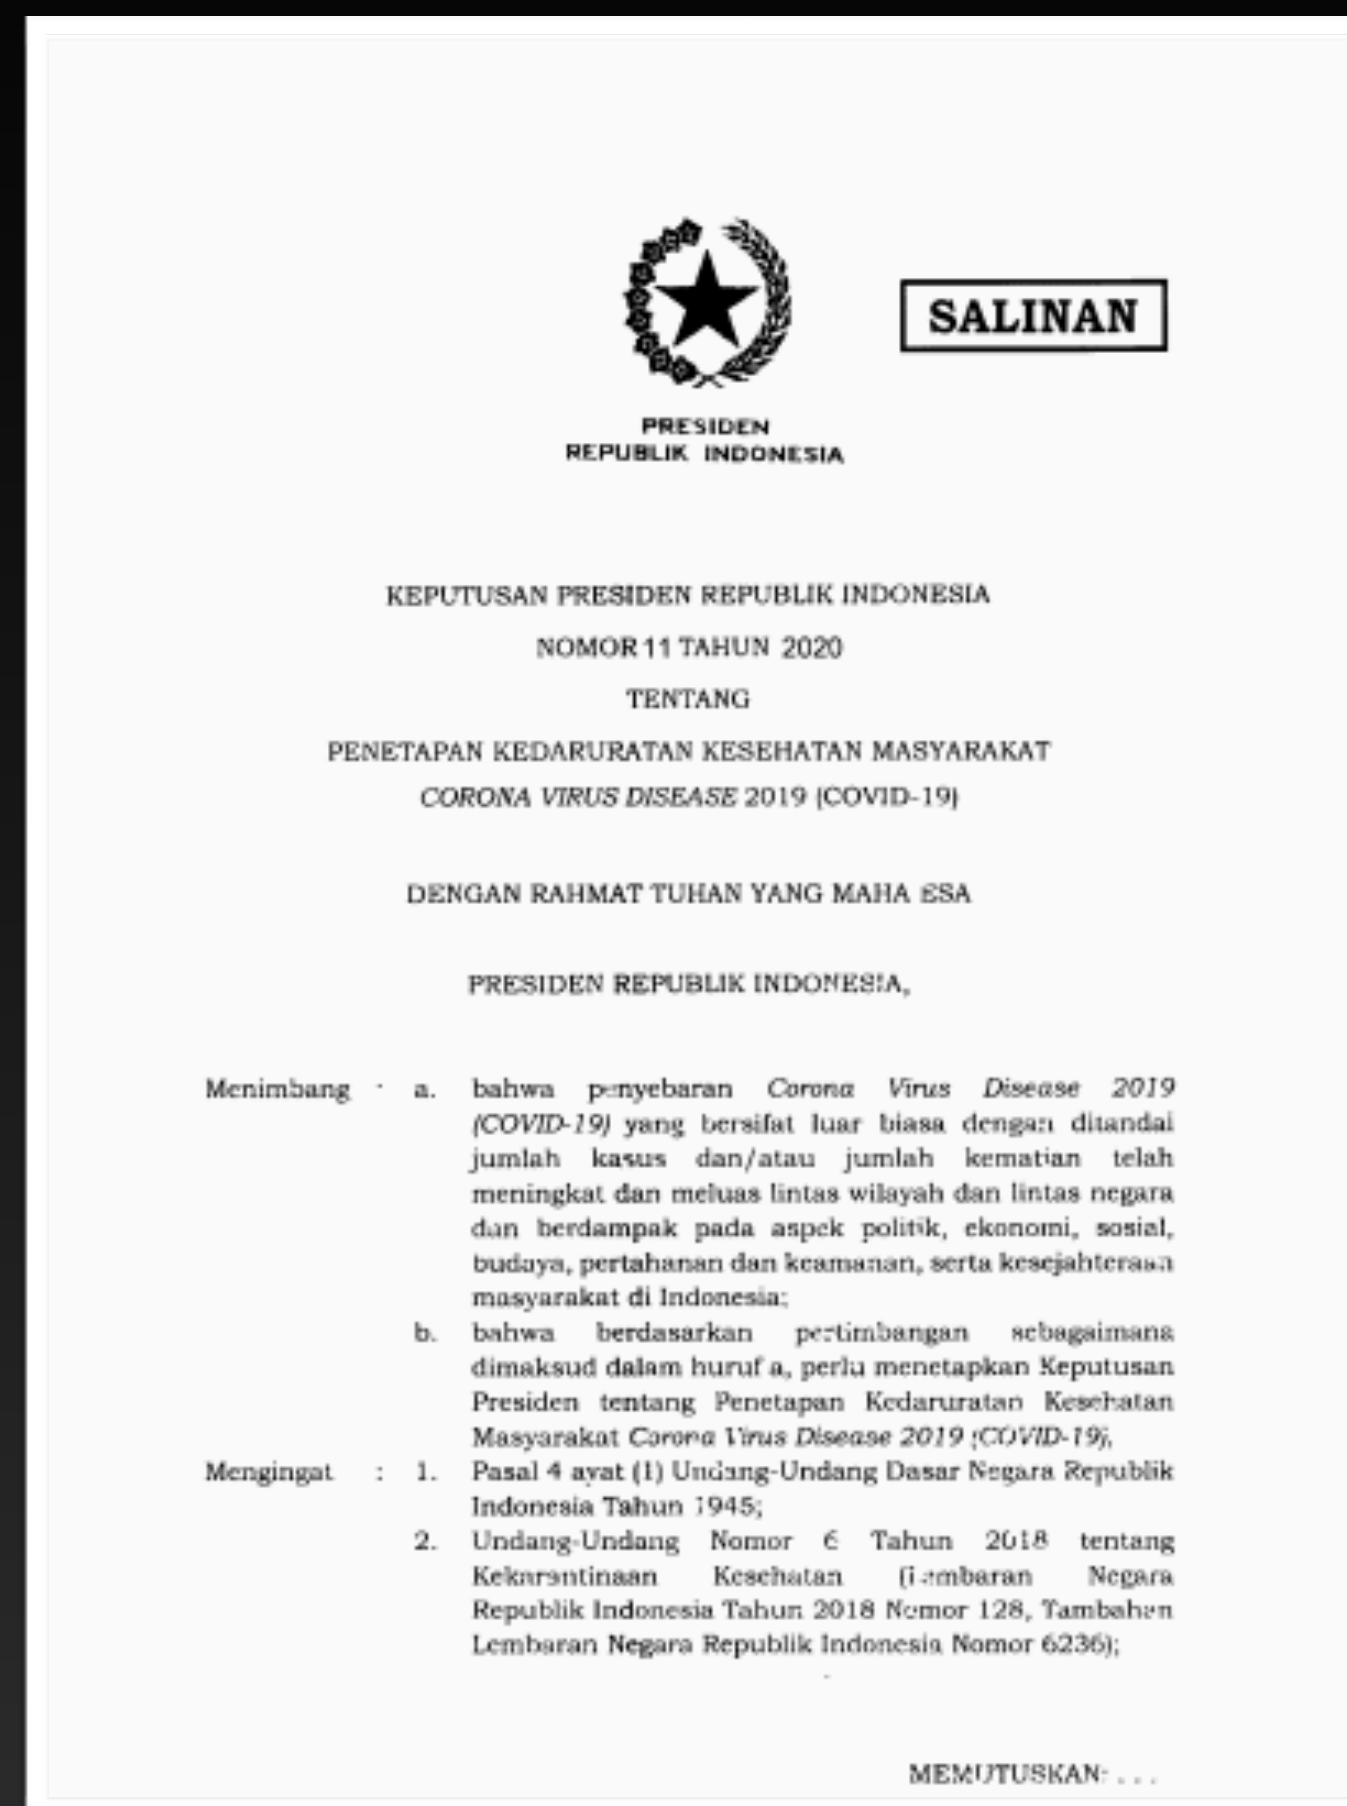 SALINAN
PRESIDEN
REPUBLIK INDONESIA
KEPUTUSAN PRESIDEN REPUBLIK INDONESIA
NOMOR 11 TAHUN 2020
TENTANG
PENETAPAN KEDARURATAN KESEHATAN MASYARAKAT
CORONA VIRUS DISEASE 2019 (COVID-19)
DENGAN RAHMAT TUHAN YANG MAHA ESA
PRESIDEN REPUBLIK INDONESIA,
Menimbang : a. bahwa penyebaran Corona Virus Disease 2019
(COVID-19) yang bersifat luar biasa dengan ditandai
jumlah kasus dan/atau jumlah kematian telah
meningkat dan meluas lintas wilayah dan lintas negara
dan berdampak pada aspek politik, ekonomi, sosial,
budaya, pertahanan dan keamanan, serta kesejahteraan
masyarakat di Indonesia;
b. bahwa berdasarkan pertimbangan sebagaimana
dimaksud dalam huruf a, perlu menetapkan Keputusan
Presiden tentang Penetapan Kedaruratan Kesehatan
Masyarakat Corona Virus Disease 2019 (COVID-19);
Mengingat : 1. Pasal 4 ayat (1) Undang-Undang Dasar Negara Republik
Indonesia Tahun 1945;
2. Undang-Undang Nomor 6 Tahun 2018 tentang
Kekarantinaan Kesehatan (Lembaran Negara
Republik Indonesia Tahun 2018 Nomor 128, Tambahan
Lembaran Negara Republik Indonesia Nomor 6236);
MEMUTUSKAN: . . .